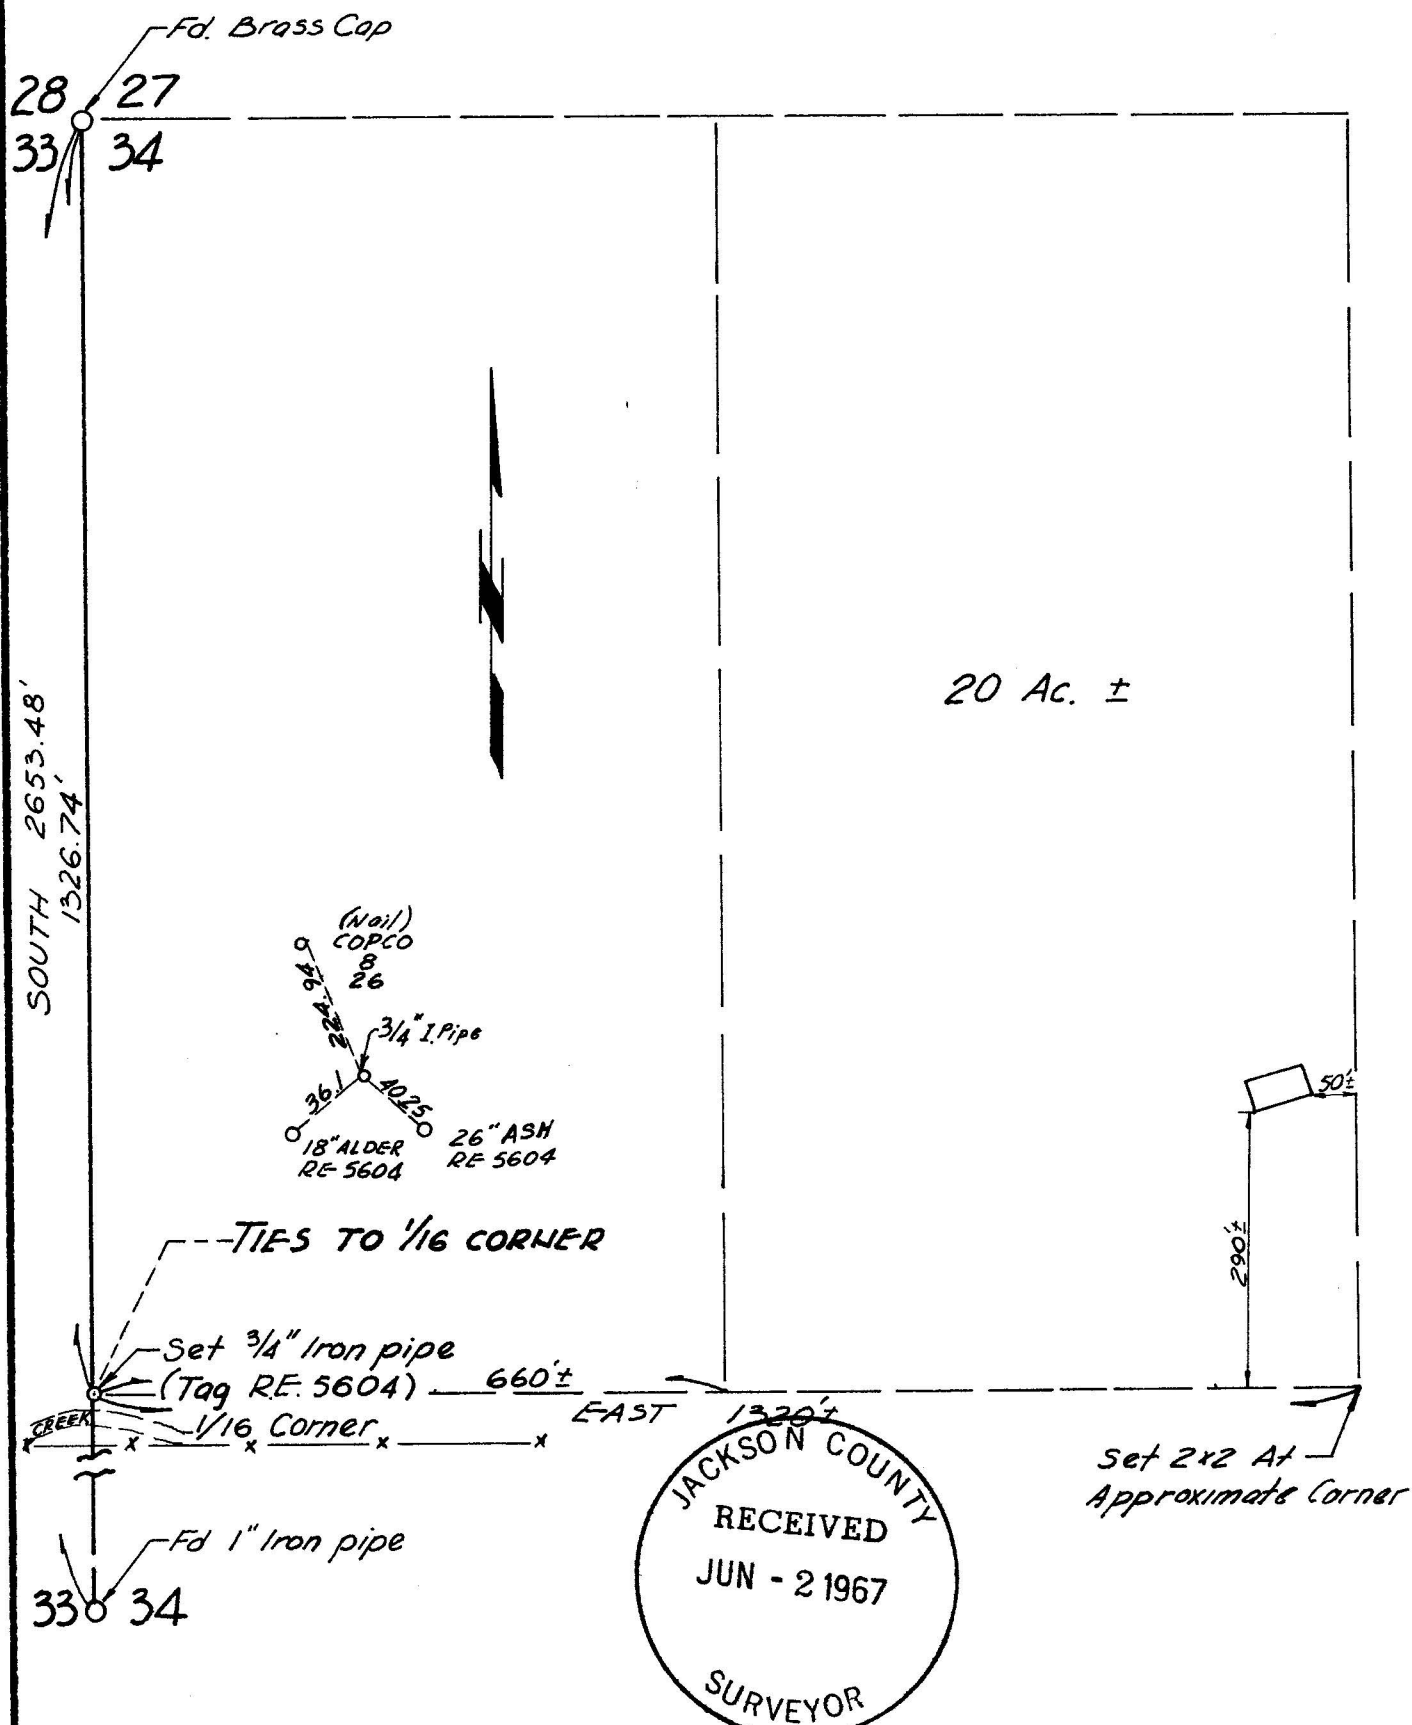 Fd. Brass Cap
28 27
33 34
SOUTH 2653.48'
1326.74'
20 Ac. ±
(Nail)
COPCO
8
26
224.94
3/4" I.Pipe
36.1
40.25
18" ALDER
RE 5604
26" ASH
RE 5604
50'±
290'±
TIES TO 1/16 CORNER
Set 3/4" Iron pipe
(Tag R.E. 5604)
660'±
1/16 Corner
CREEK
EAST 1320'±
Set 2x2 At
Approximate Corner
Fd 1" Iron pipe
33 34
JACKSON COUNTY
RECEIVED
JUN - 2 1967
SURVEYOR